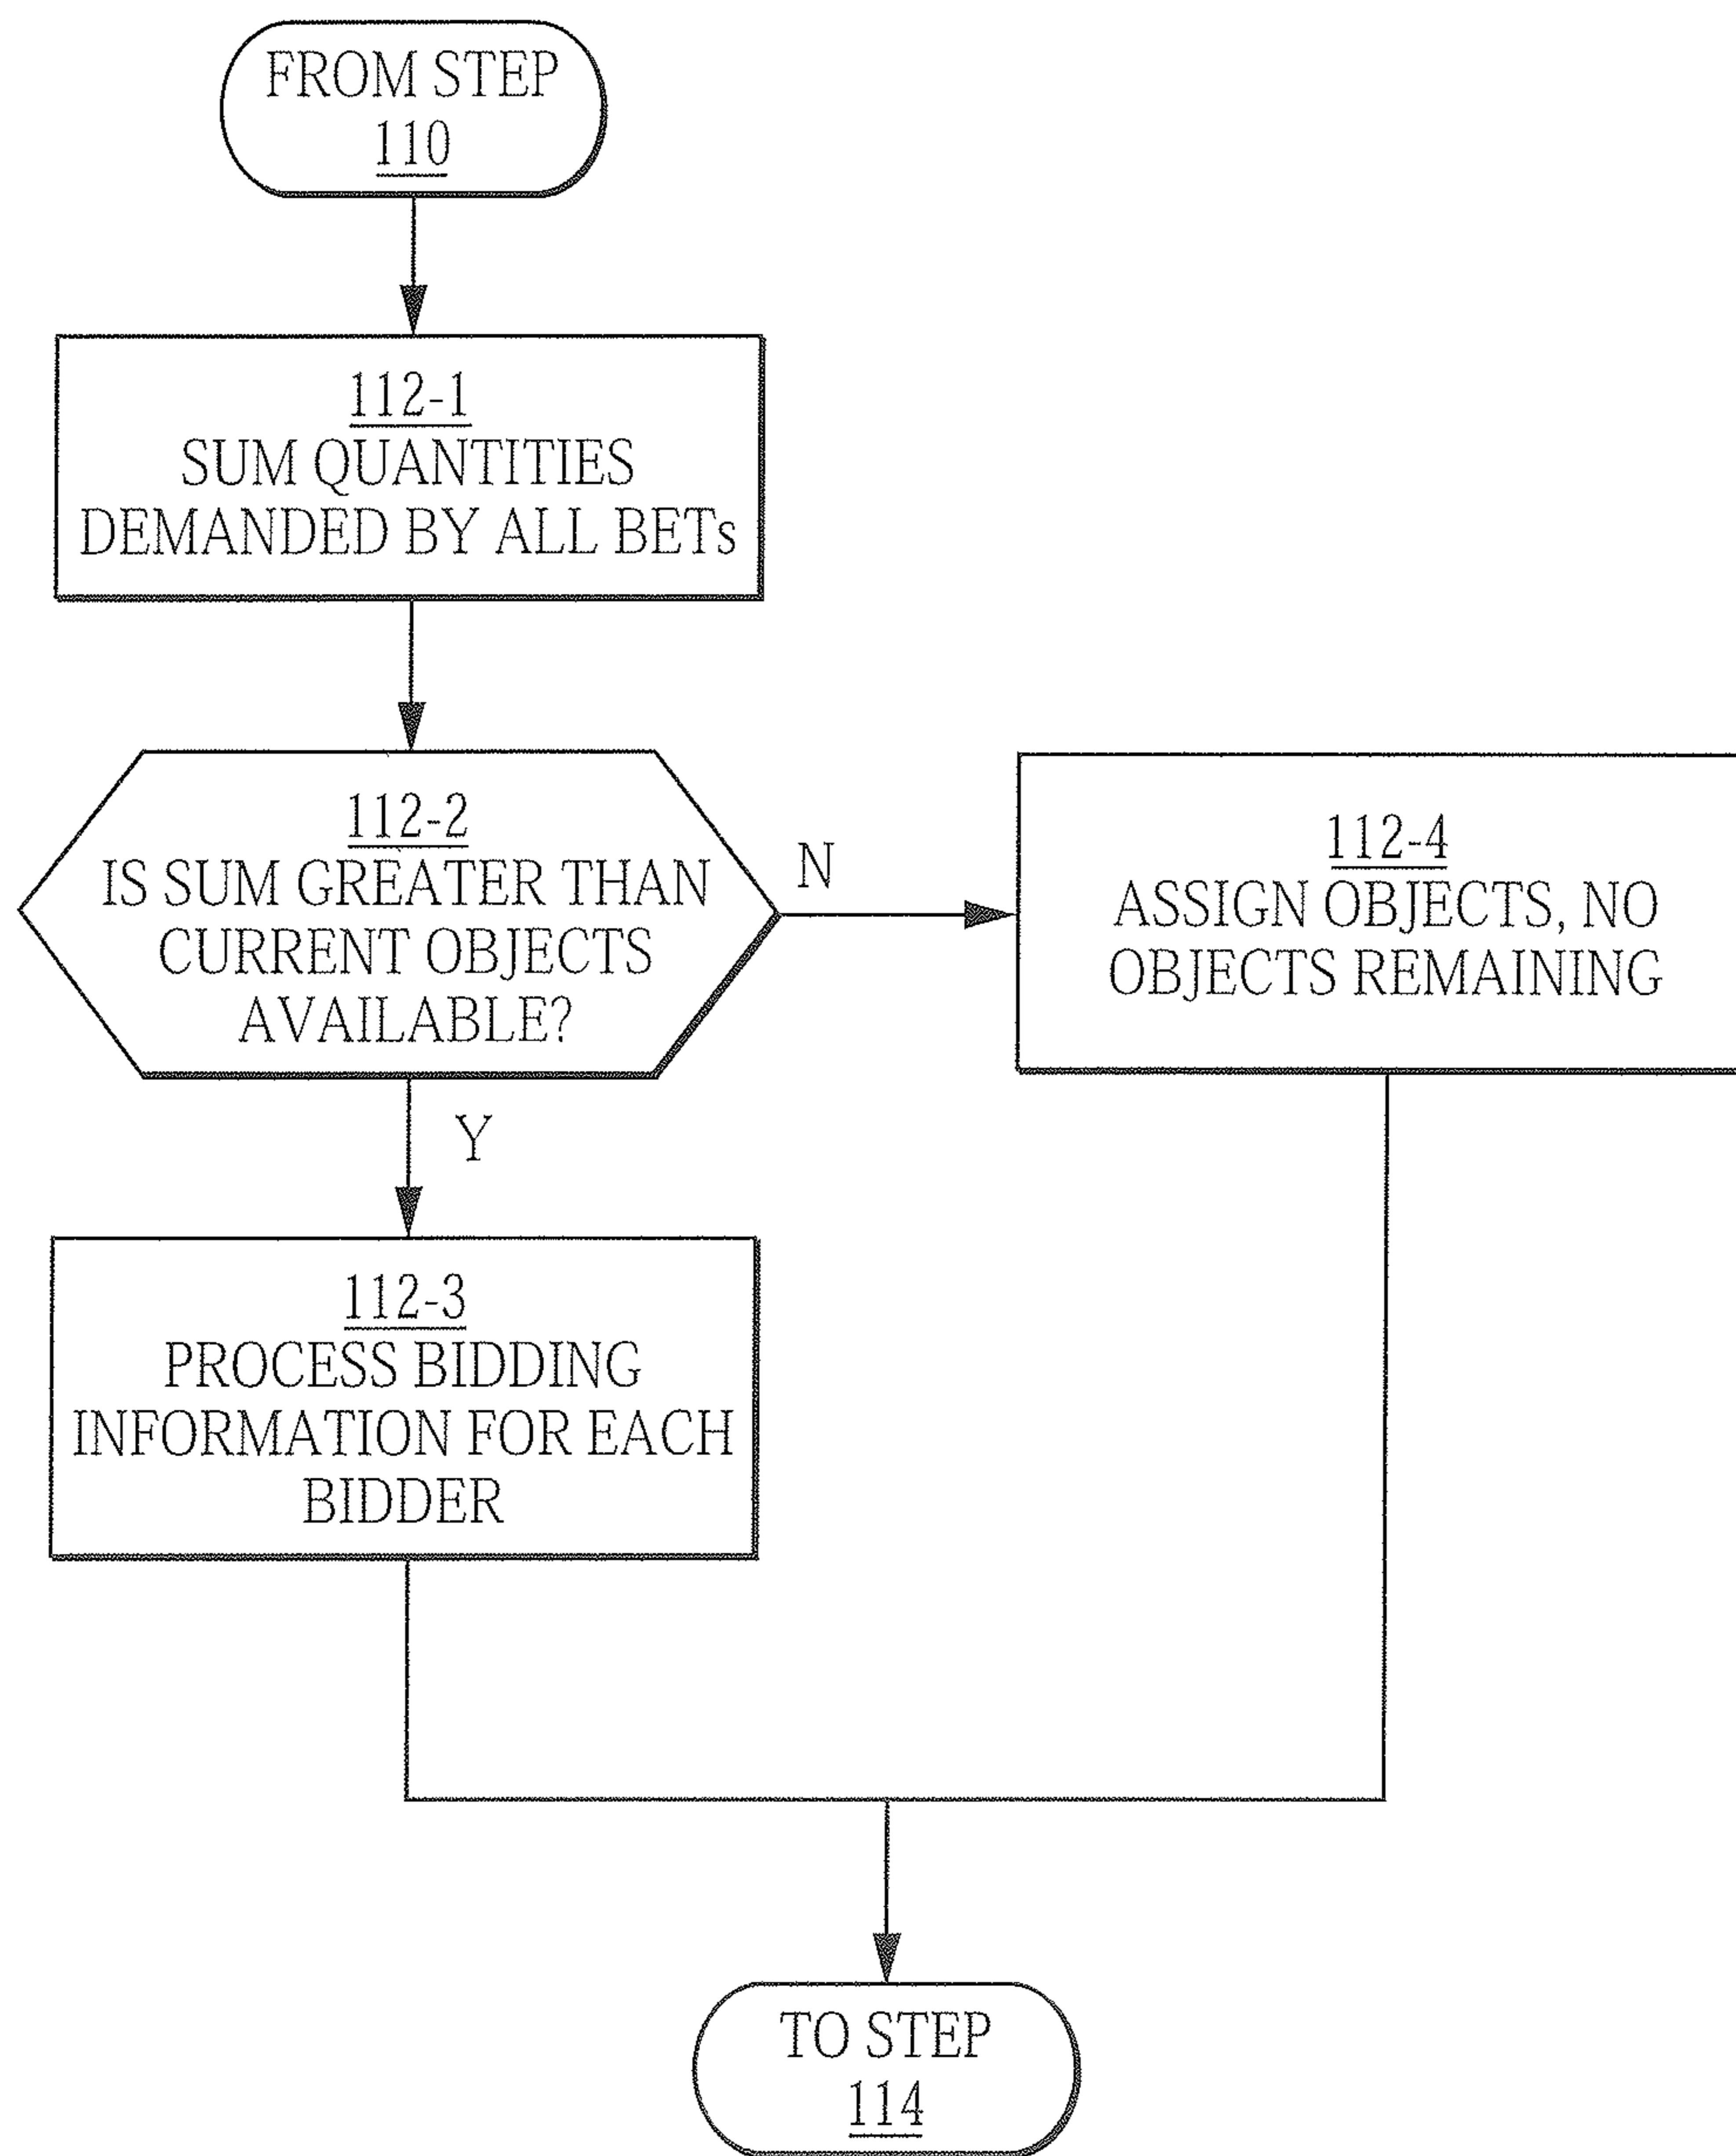 FROM STEP
110
112-1
SUM QUANTITIES
DEMANDED BY ALL BETs
112-2
IS SUM GREATER THAN
CURRENT OBJECTS
AVAILABLE?
N
112-4
ASSIGN OBJECTS, NO
OBJECTS REMAINING
Y
112-3
PROCESS BIDDING
INFORMATION FOR EACH
BIDDER
TO STEP
114